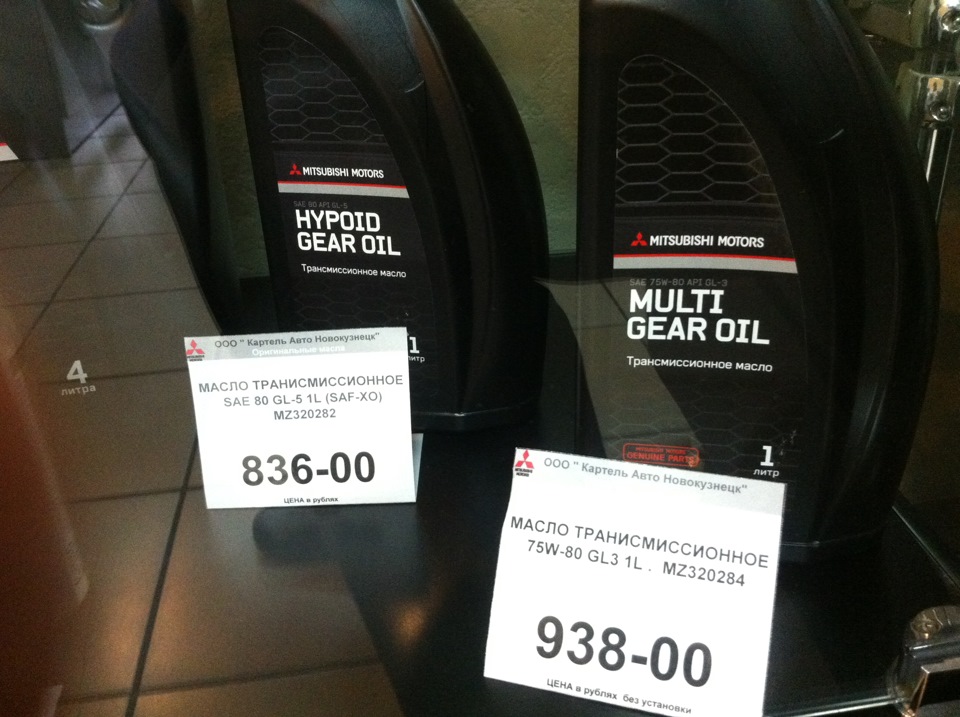 MITSUBISHI MOTORS
SAE 80 API GL-5
HYPOID
GEAR OIL
Трансмиссионное масло
1
литр
MITSUBISHI MOTORS
SAE 75W-80 API GL-3
MULTI
GEAR OIL
Трансмиссионное масло
GENUINE PARTS
1
литр
4
литра
ООО " Картель Авто Новокузнецк"
Оригинальные масла
МАСЛО ТРАНИСМИССИОННОЕ
SAE 80 GL-5 1L (SAF-XO)
MZ320282
836-00
ЦЕНА в рублях
ООО " Картель Авто Новокузнецк"
МАСЛО ТРАНИСМИССИОННОЕ
75W-80 GL3 1L . MZ320284
938-00
ЦЕНА в рублях без установки